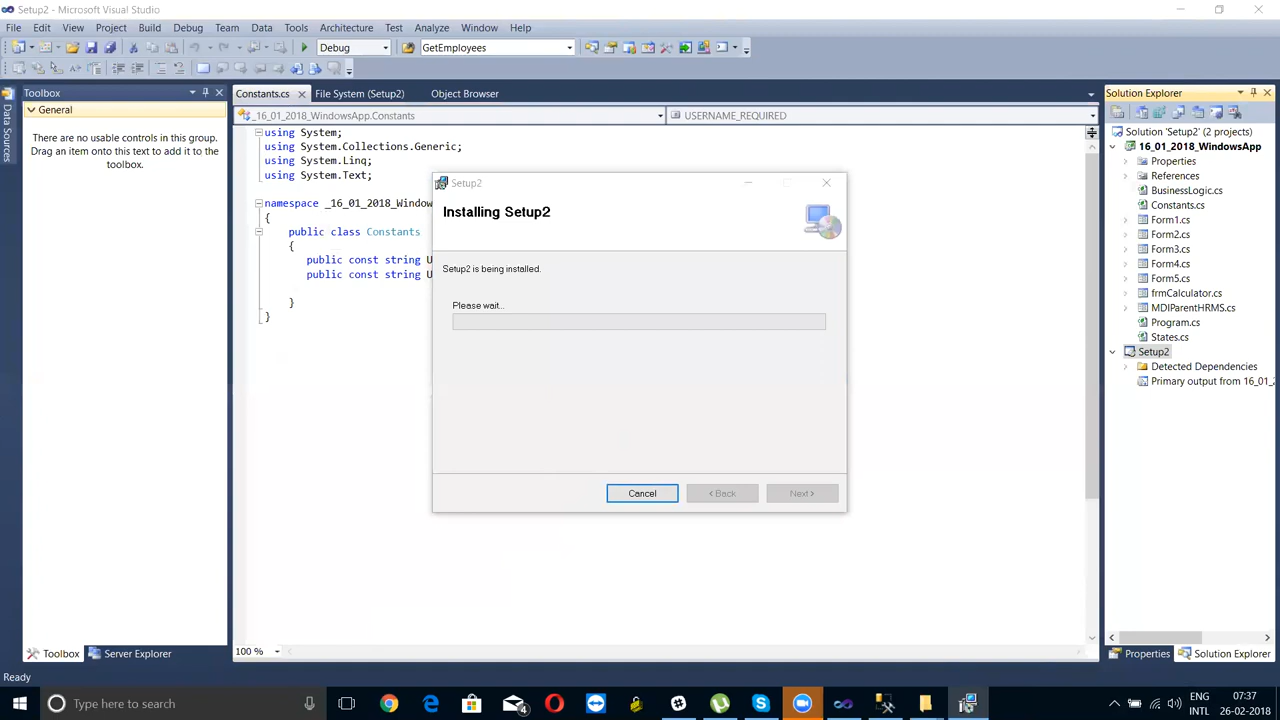 Setup2 - Microsoft Visual Studio
File Edit View Project Build Debug Team Data Tools Architecture Test Analyze Window Help
Debug GetEmployees
Toolbox
General
There are no usable controls in this group.
Drag an item onto this text to add it to the
toolbox.
Data Sources
Constants.cs File System (Setup2) Object Browser
_16_01_2018_WindowsApp.Constants USERNAME_REQUIRED
using System;
using System.Collections.Generic;
using System.Linq;
using System.Text;
namespace _16_01_2018_Window
{
public class Constants
{
public const string U
public const string U
}
}
Setup2
Installing Setup2
Setup2 is being installed.
Please wait...
Cancel < Back Next >
Solution Explorer
Solution 'Setup2' (2 projects)
16_01_2018_WindowsApp
Properties
References
BusinessLogic.cs
Constants.cs
Form1.cs
Form2.cs
Form3.cs
Form4.cs
Form5.cs
frmCalculator.cs
MDIParentHRMS.cs
Program.cs
States.cs
Setup2
Detected Dependencies
Primary output from 16_01_2
100 %
Toolbox Server Explorer
Properties Solution Explorer
Ready
Type here to search
4
ENG
INTL
07:37
26-02-2018